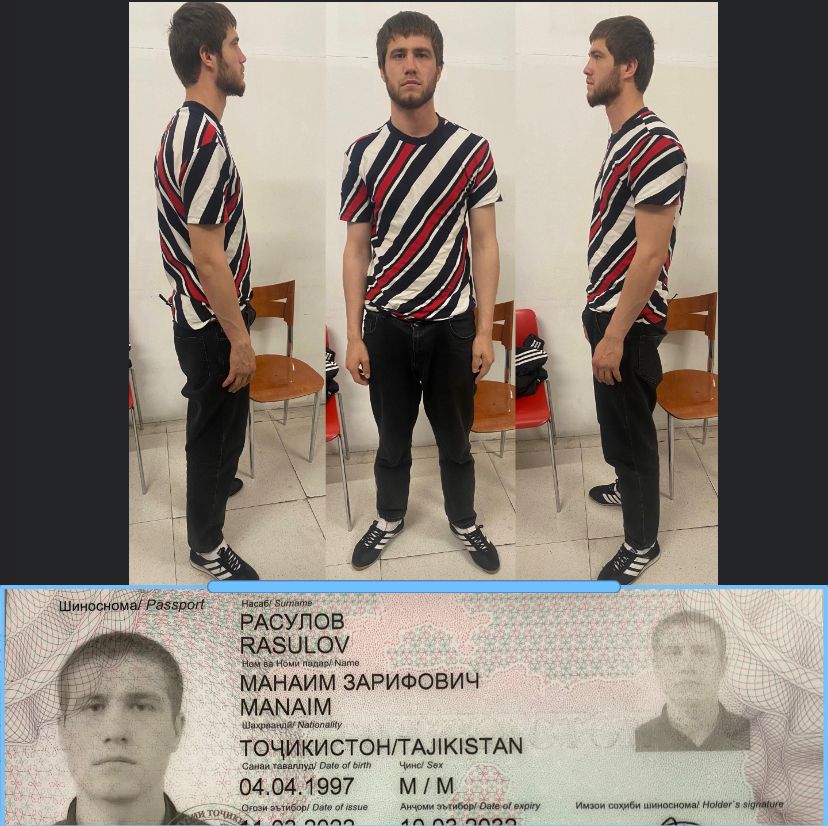 Шиноснома/ Passport
Насаб/ Surname
РАСУЛОВ
RASULOV
Ном ва Номи падар/ Name
МАНАИМ ЗАРИФОВИЧ
MANAIM
Шаҳрвандӣ/ Nationality
ТОҶИКИСТОН/TAJIKISTAN
Санаи таваллуд/ Date of birth Ҷинс/ Sex
04.04.1997 M / M
Оғози эътибор/ Date of issue Анҷоми эътибор/ Date of expiry Имзои соҳиби шиноснома/ Holder`s signature